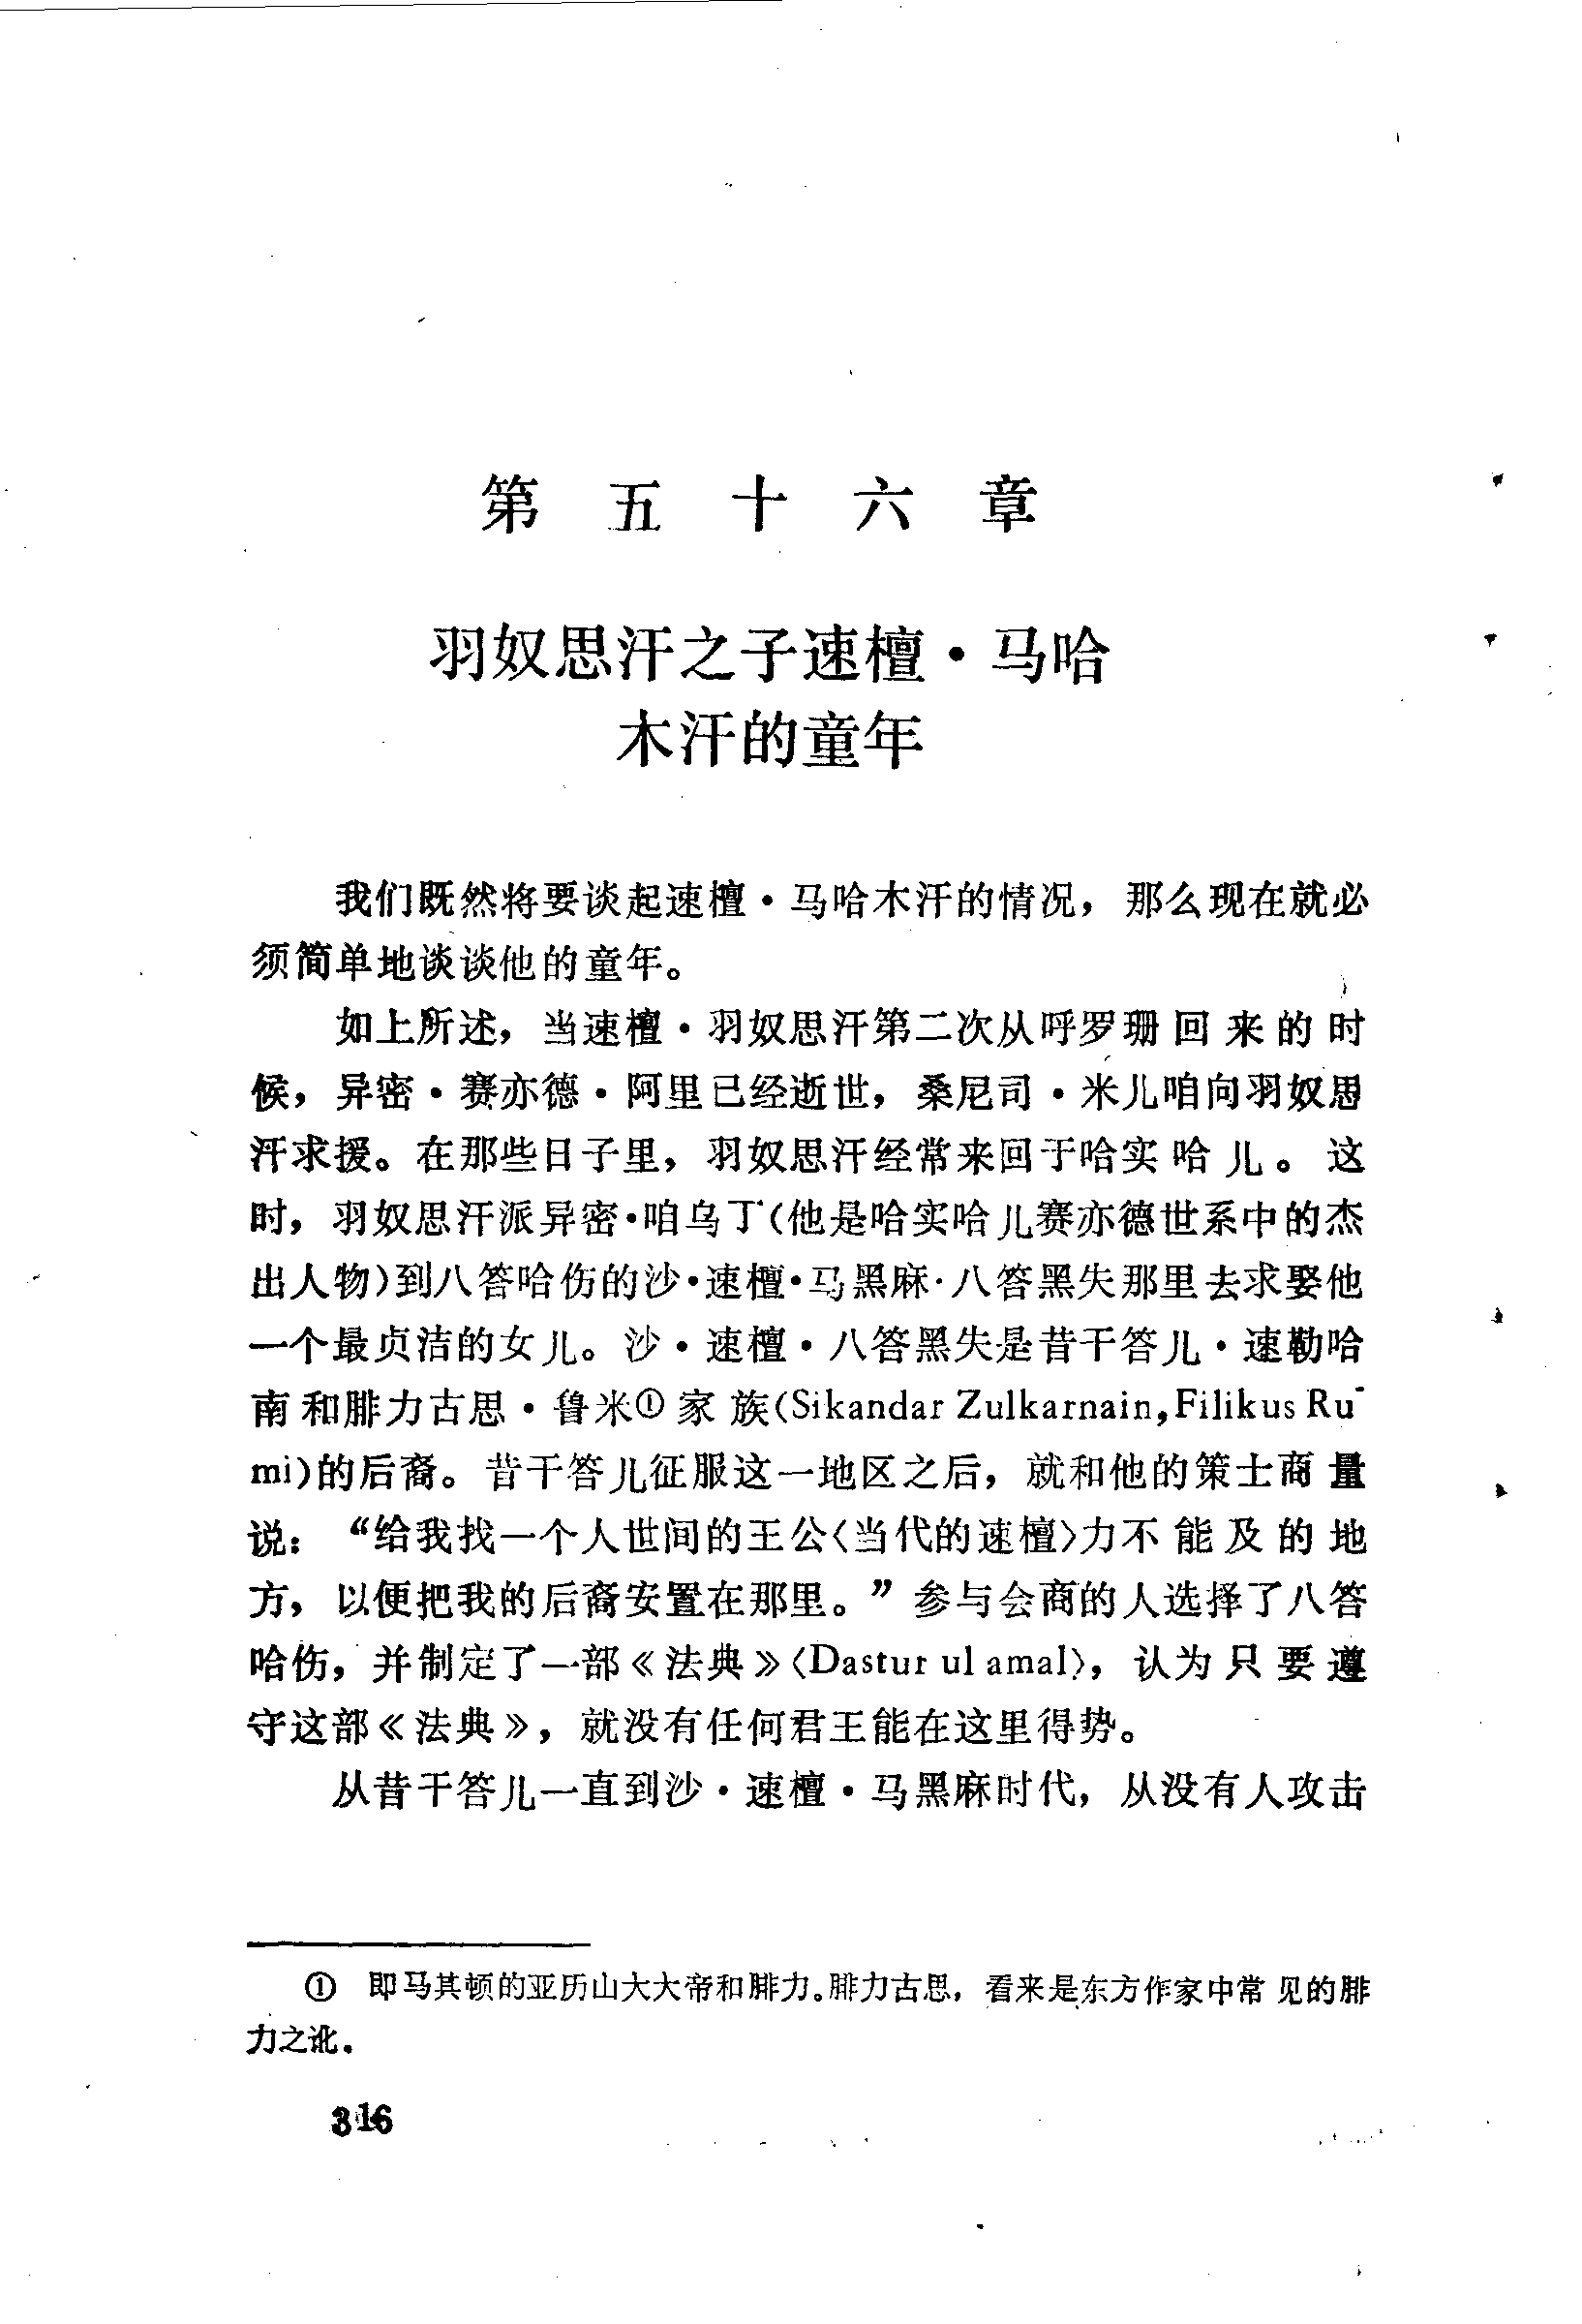 第五十六章
羽奴思汗之子速檀·马哈
木汗的童年
我们既然将要谈起速檀·马哈木汗的情况，那么现在就必
须简单地谈谈他的童年。
如上所述，当速檀·羽奴思汗第二次从呼罗珊回来的时
候，异密·赛亦德·阿里已经逝世，桑尼司·米儿咱向羽奴思
汗求援。在那些日子里，羽奴思汗经常来回于哈实哈儿。这
时，羽奴思汗派异密·咱乌丁(他是哈实哈儿赛亦德世系中的杰
出人物)到八答哈伤的沙·速檀·马黑麻·八答黑失那里去求娶他
一个最贞洁的女儿。沙·速檀·八答黑失是昔干答儿·速勒哈
南和腓力古思·鲁米①家族(Sikandar Zulkarnain,Filikus Ru-
mi)的后裔。昔干答儿征服这一地区之后，就和他的策士商量
说：“给我找一个人世间的王公〈当代的速檀〉力不能及的地
方，以便把我的后裔安置在那里。”参与会商的人选择了八答
哈伤，并制定了一部《法典》〈Dastur ul amal〉，认为只要遵
守这部《法典》，就没有任何君王能在这里得势。
从昔干答儿一直到沙·速檀·马黑麻时代，从没有人攻击
① 即马其顿的亚历山大大帝和腓力。腓力古思，看来是东方作家中常见的腓
力之讹。
316